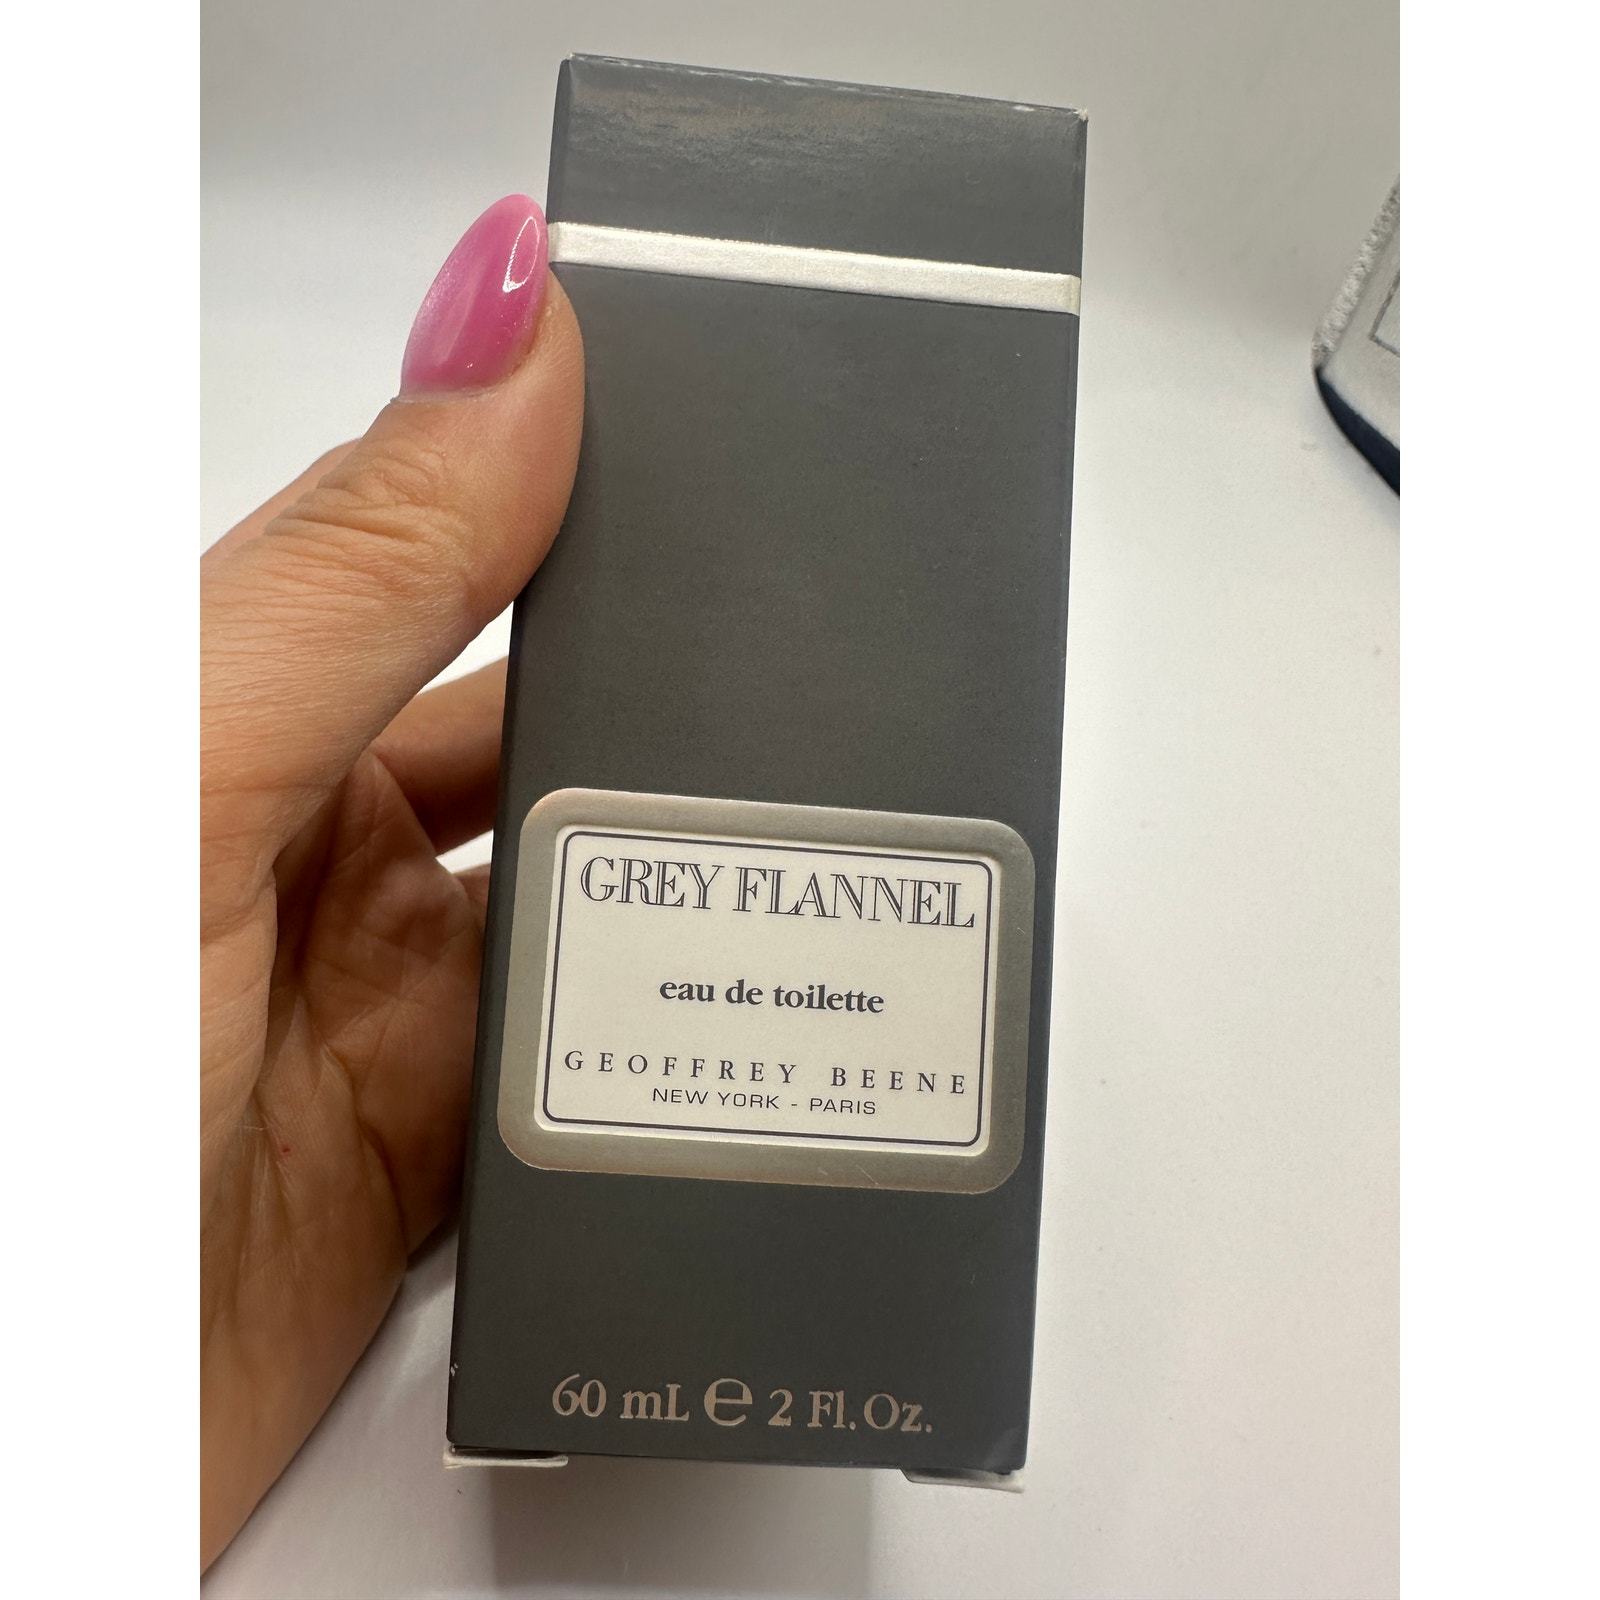 GREY FLANNEL
eau de toilette
GEOFFREY BEENE
NEW YORK - PARIS
60 mL ℮ 2 Fl.Oz.